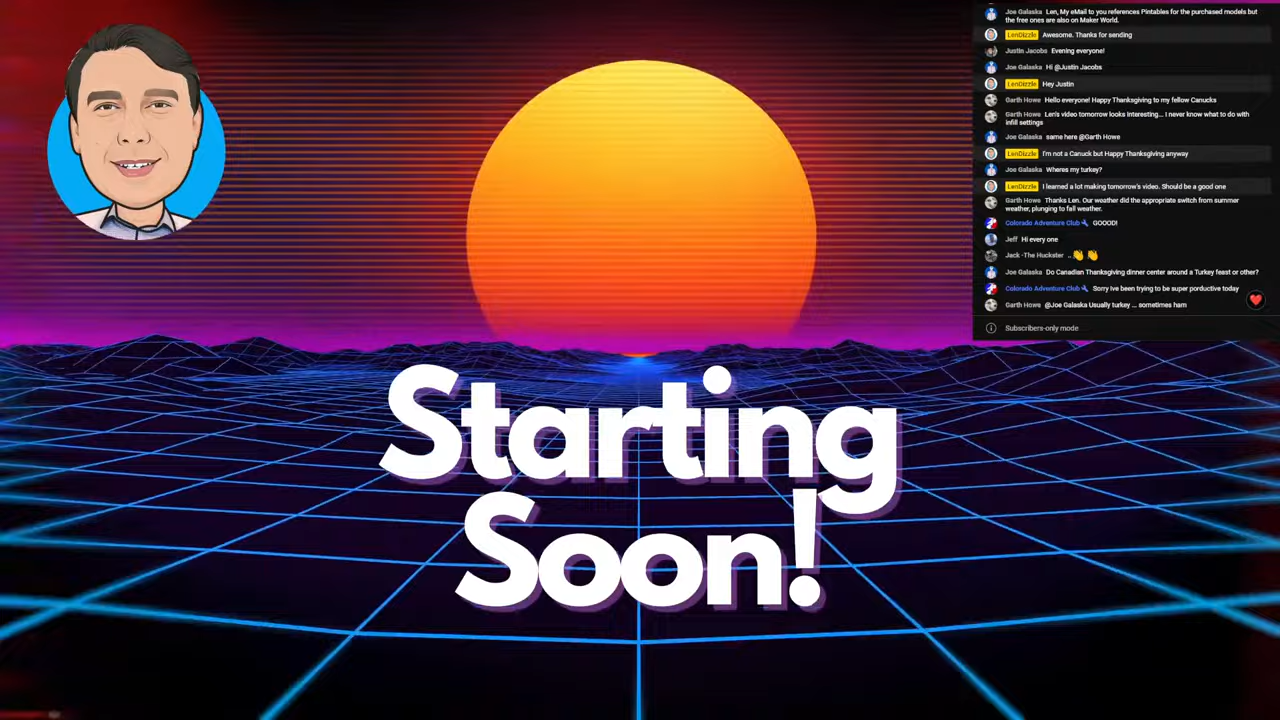 Joe Galaska Len, My eMail to you references Pintables for the purchased models but
the free ones are also on Maker World.
LenDizzle Awesome. Thanks for sending
Justin Jacobs Evening everyone!
Joe Galaska Hi @Justin Jacobs
LenDizzle Hey Justin
Garth Howe Hello everyone! Happy Thanksgiving to my fellow Canucks
Garth Howe Len's video tomorrow looks Interesting... I never know what to do with
infill settings
Joe Galaska same here @Garth Howe
LenDizzle I'm not a Canuck but Happy Thanksgiving anyway
Joe Galaska Wheres my turkey?
LenDizzle I learned a lot making tomorrow's video. Should be a good one
Garth Howe Thanks Len. Our weather did the appropriate switch from summer
weather, plunging to fall weather.
Colorado Adventure Club GOOOD!
Jeff Hi every one
Jack -The Huckster .. 👏 👏
Joe Galaska Do Canadian Thanksgiving dinner center around a Turkey feast or other?
Colorado Adventure Club Sorry Ive been trying to be super porductive today
Garth Howe @Joe Galaska Usually turkey ... sometimes ham
Subscribers-only mode
Starting
Soon!